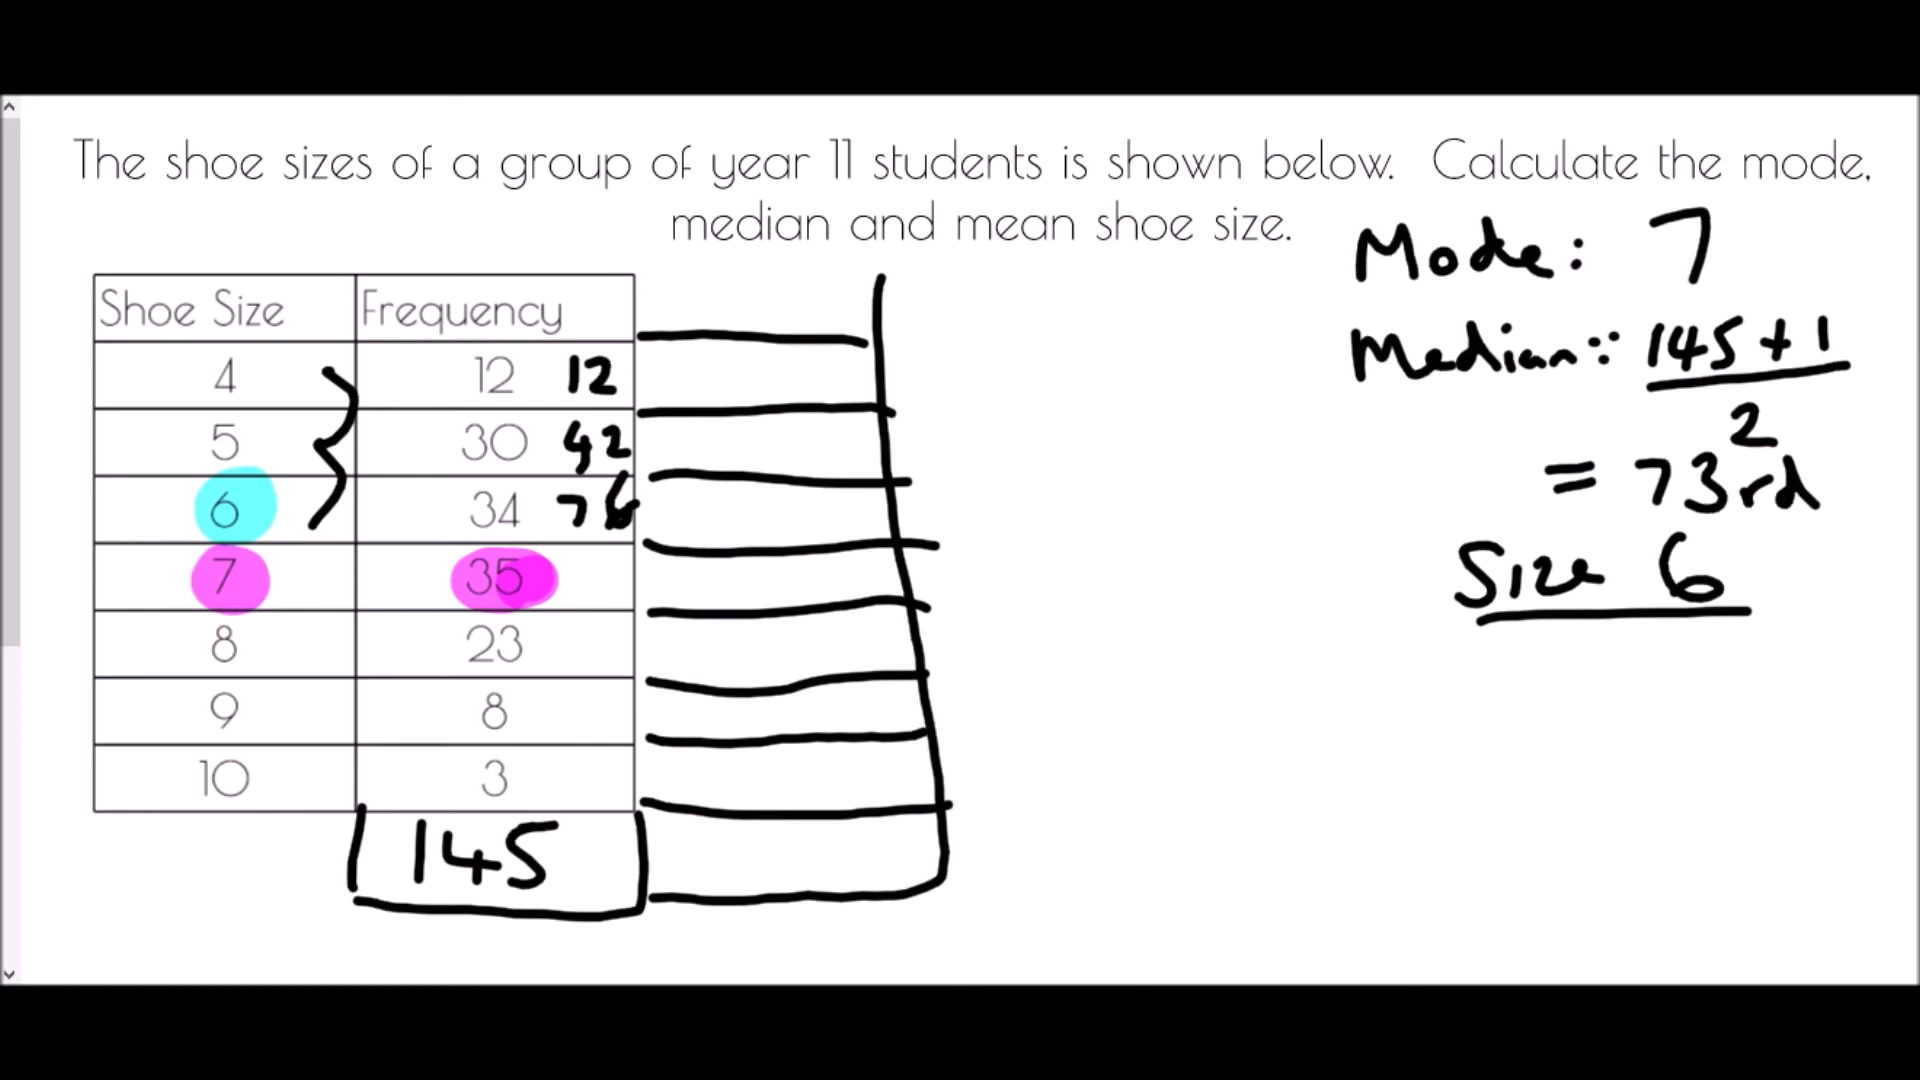 The shoe sizes of a group of year 11 students is shown below. Calculate the mode,
median and mean shoe size.
Mode: 7
Median: 145 + 1
2
= 73rd
Size 6
Shoe Size Frequency
4 12 12
5 30 42
6 34 76
7 35
8 23
9 8
10 3
145